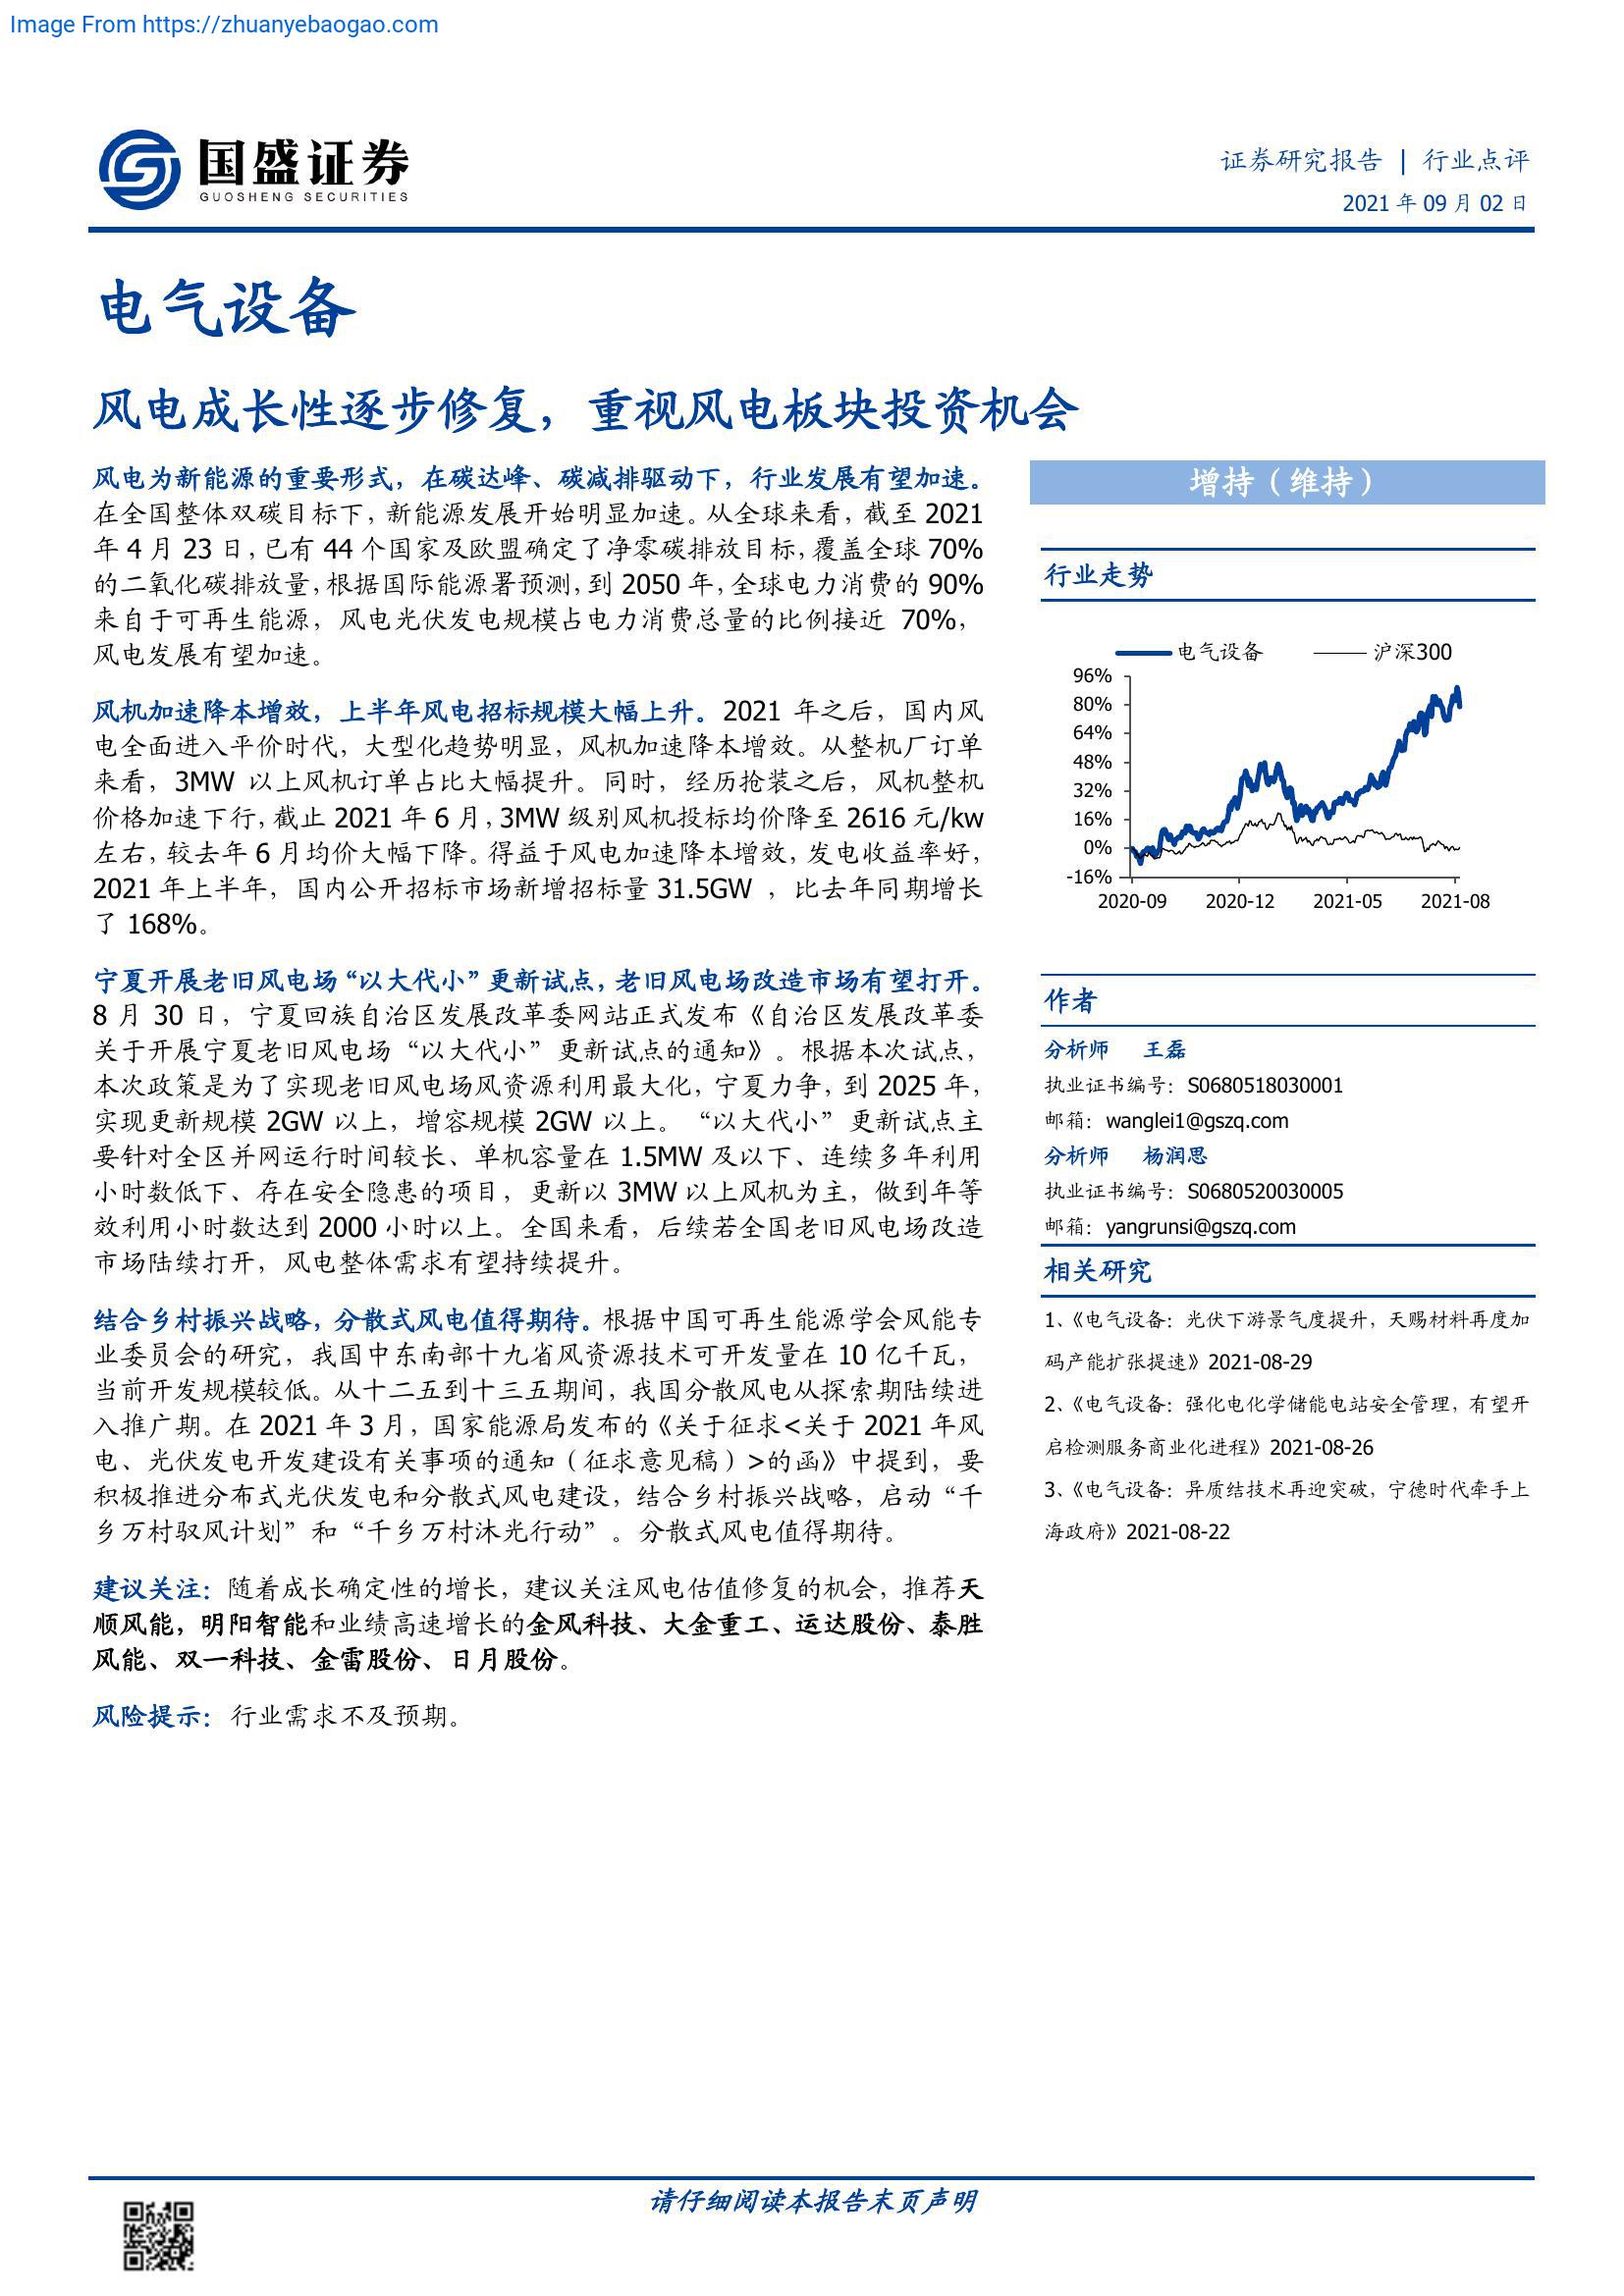 Image From https://zhuanyebaogao.com
国盛证券
GUOSHENG SECURITIES
证券研究报告 | 行业点评
2021 年 09 月 02 日
电气设备
风电成长性逐步修复，重视风电板块投资机会
风电为新能源的重要形式，在碳达峰、碳减排驱动下，行业发展有望加速。
在全国整体双碳目标下，新能源发展开始明显加速。从全球来看，截至 2021
年 4 月 23 日，已有 44 个国家及欧盟确定了净零碳排放目标，覆盖全球 70%
的二氧化碳排放量，根据国际能源署预测，到 2050 年，全球电力消费的 90%
来自于可再生能源，风电光伏发电规模占电力消费总量的比例接近 70%，
风电发展有望加速。
风机加速降本增效，上半年风电招标规模大幅上升。2021 年之后，国内风
电全面进入平价时代，大型化趋势明显，风机加速降本增效。从整机厂订单
来看，3MW 以上风机订单占比大幅提升。同时，经历抢装之后，风机整机
价格加速下行，截止 2021 年 6 月，3MW 级别风机投标均价降至 2616 元/kw
左右，较去年 6 月均价大幅下降。得益于风电加速降本增效，发电收益率好，
2021 年上半年，国内公开招标市场新增招标量 31.5GW ，比去年同期增长
了 168%。
宁夏开展老旧风电场“以大代小”更新试点，老旧风电场改造市场有望打开。
8 月 30 日，宁夏回族自治区发展改革委网站正式发布《自治区发展改革委
关于开展宁夏老旧风电场“以大代小”更新试点的通知》。根据本次试点，
本次政策是为了实现老旧风电场风资源利用最大化，宁夏力争，到 2025 年，
实现更新规模 2GW 以上，增容规模 2GW 以上。“以大代小”更新试点主
要针对全区并网运行时间较长、单机容量在 1.5MW 及以下、连续多年利用
小时数低下、存在安全隐患的项目，更新以 3MW 以上风机为主，做到年等
效利用小时数达到 2000 小时以上。全国来看，后续若全国老旧风电场改造
市场陆续打开，风电整体需求有望持续提升。
结合乡村振兴战略，分散式风电值得期待。根据中国可再生能源学会风能专
业委员会的研究，我国中东南部十九省风资源技术可开发量在 10 亿千瓦，
当前开发规模较低。从十二五到十三五期间，我国分散风电从探索期陆续进
入推广期。在 2021 年 3 月，国家能源局发布的《关于征求<关于 2021 年风
电、光伏发电开发建设有关事项的通知（征求意见稿）>的函》中提到，要
积极推进分布式光伏发电和分散式风电建设，结合乡村振兴战略，启动“千
乡万村驭风计划”和“千乡万村沐光行动”。分散式风电值得期待。
建议关注：随着成长确定性的增长，建议关注风电估值修复的机会，推荐天
顺风能，明阳智能和业绩高速增长的金风科技、大金重工、运达股份、泰胜
风能、双一科技、金雷股份、日月股份。
风险提示：行业需求不及预期。
增持（维持）
行业走势
电气设备 沪深300
96%
80%
64%
48%
32%
16%
0%
-16%
2020-09 2020-12 2021-05 2021-08
作者
分析师 王磊
执业证书编号：S0680518030001
邮箱：wanglei1@gszq.com
分析师 杨润思
执业证书编号：S0680520030005
邮箱：yangrunsi@gszq.com
相关研究
1、《电气设备：光伏下游景气度提升，天赐材料再度加
码产能扩张提速》2021-08-29
2、《电气设备：强化电化学储能电站安全管理，有望开
启检测服务商业化进程》2021-08-26
3、《电气设备：异质结技术再迎突破，宁德时代牵手上
海政府》2021-08-22
请仔细阅读本报告末页声明